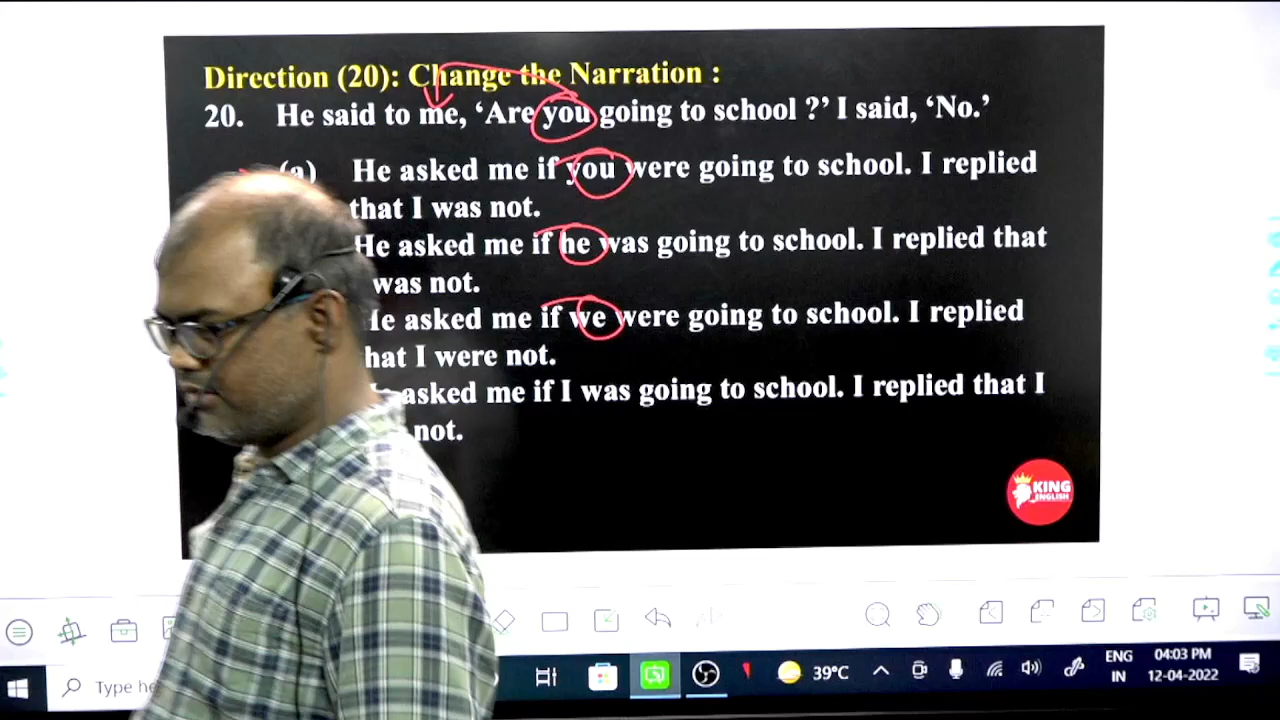 Direction (20): Change the Narration :
20. He said to me, ‘Are you going to school ?’ I said, ‘No.’
(a) He asked me if you were going to school. I replied
that I was not.
He asked me if he was going to school. I replied that
was not.
He asked me if we were going to school. I replied
hat I were not.
asked me if I was going to school. I replied that I
not.
KING
ENGLISH
Type he
39°C
ENG
IN
04:03 PM
12-04-2022